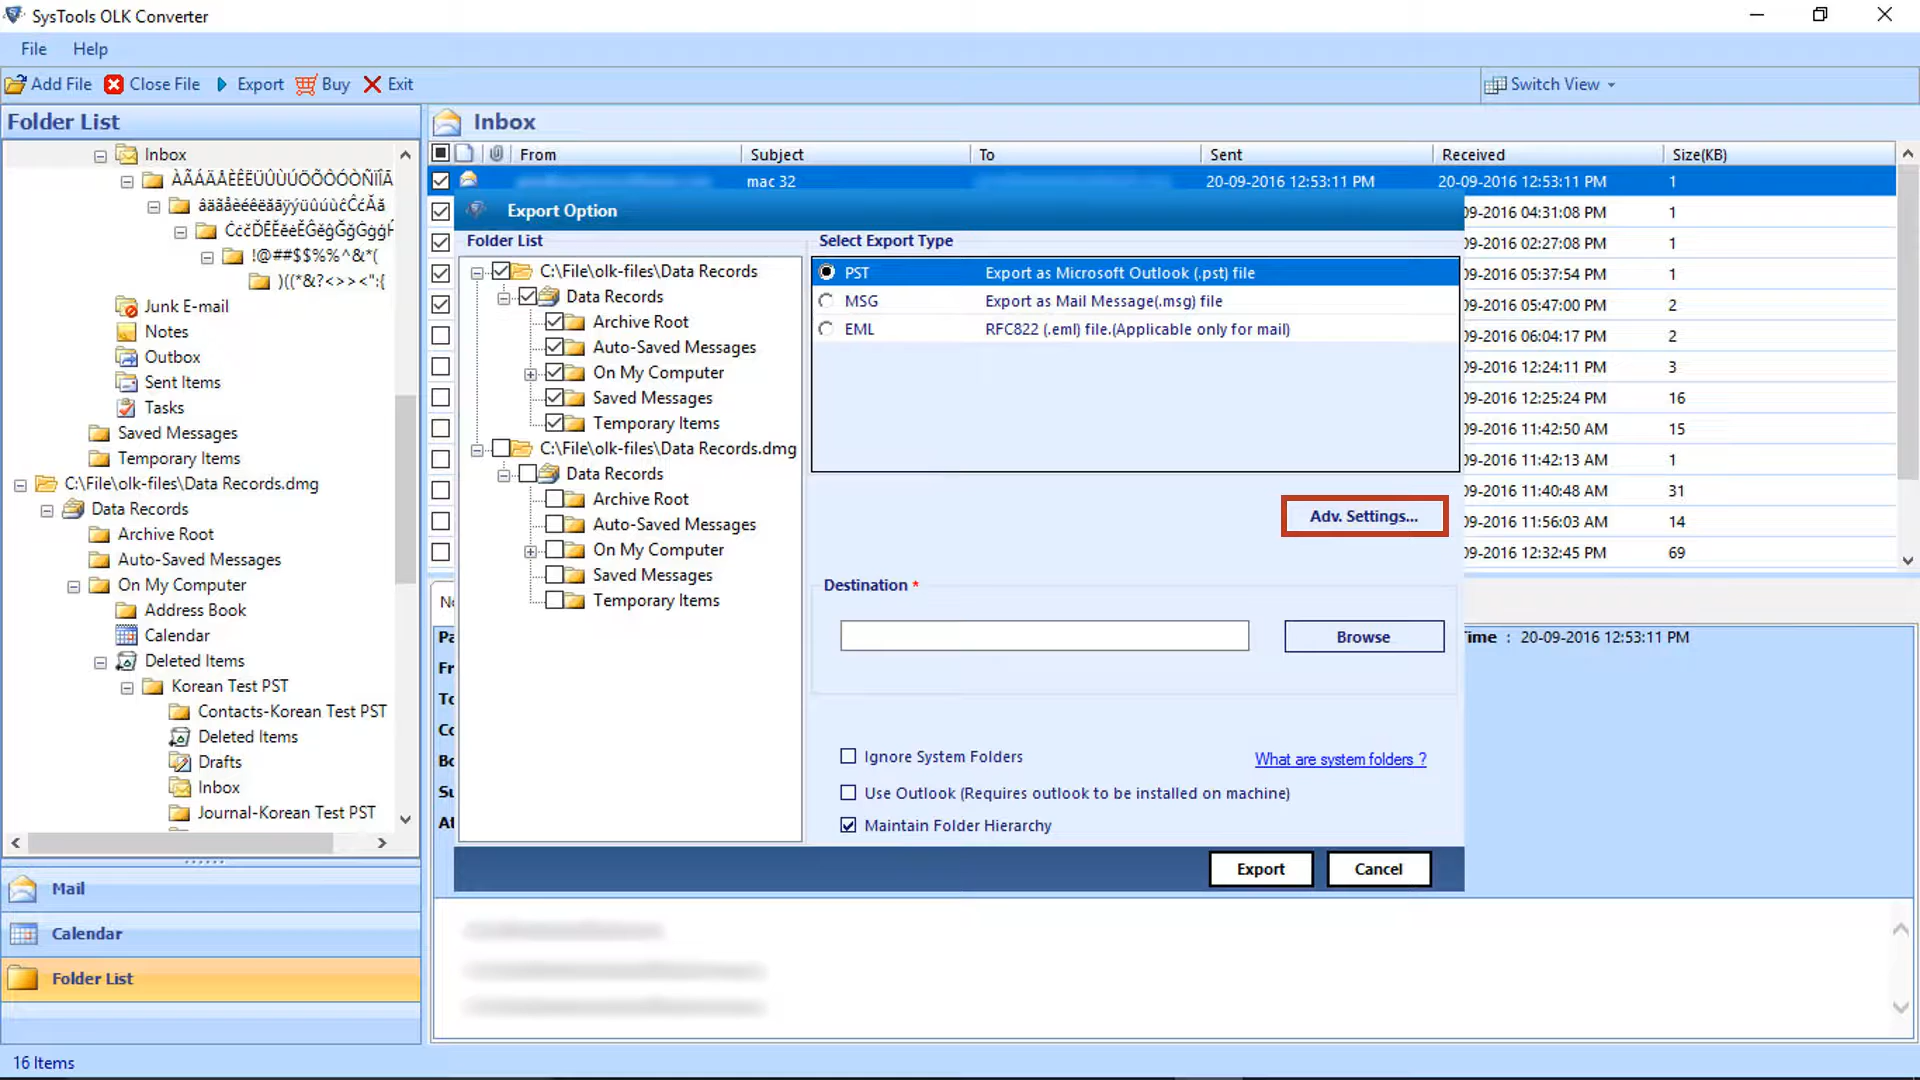 SysTools OLK Converter
File Help
Add File Close File Export Buy Exit Switch View
Folder List
Inbox
Junk E-mail
Notes
Outbox
Sent Items
Tasks
Saved Messages
Temporary Items
C:\File\olk-files\Data Records.dmg
Data Records
Archive Root
Auto-Saved Messages
On My Computer
Address Book
Calendar
Deleted Items
Korean Test PST
Contacts-Korean Test PST
Deleted Items
Drafts
Inbox
Journal-Korean Test PST
Mail
Calendar
Folder List
16 Items
Inbox
From Subject To Sent Received Size(KB)
mac 32 20-09-2016 12:53:11 PM 20-09-2016 12:53:11 PM 1
09-2016 04:31:08 PM 1
09-2016 02:27:08 PM 1
09-2016 05:37:54 PM 1
09-2016 05:47:00 PM 2
09-2016 06:04:17 PM 2
09-2016 12:24:11 PM 3
09-2016 12:25:24 PM 16
09-2016 11:42:50 AM 15
09-2016 11:42:13 AM 1
09-2016 11:40:48 AM 31
09-2016 11:56:03 AM 14
09-2016 12:32:45 PM 69
Time : 20-09-2016 12:53:11 PM
Export Option
Folder List
C:\File\olk-files\Data Records
Data Records
Archive Root
Auto-Saved Messages
On My Computer
Saved Messages
Temporary Items
C:\File\olk-files\Data Records.dmg
Data Records
Archive Root
Auto-Saved Messages
On My Computer
Saved Messages
Temporary Items
Select Export Type
PST Export as Microsoft Outlook (.pst) file
MSG Export as Mail Message(.msg) file
EML RFC822 (.eml) file.(Applicable only for mail)
Adv. Settings...
Destination *
Browse
Ignore System Folders What are system folders ?
Use Outlook (Requires outlook to be installed on machine)
Maintain Folder Hierarchy
Export Cancel